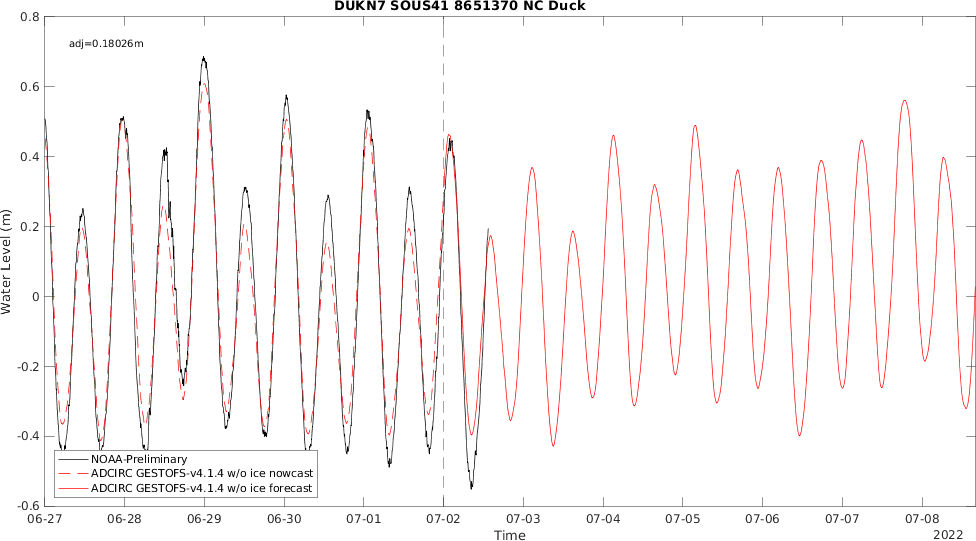 DUKN7 SOUS41 8651370 NC Duck
adj=0.18026m
Water Level (m)
0.8
0.6
0.4
0.2
0
-0.2
-0.4
-0.6
NOAA-Preliminary
ADCIRC GESTOFS-v4.1.4 w/o ice nowcast
ADCIRC GESTOFS-v4.1.4 w/o ice forecast
06-27 06-28 06-29 06-30 07-01 07-02 07-03 07-04 07-05 07-06 07-07 07-08
Time
2022